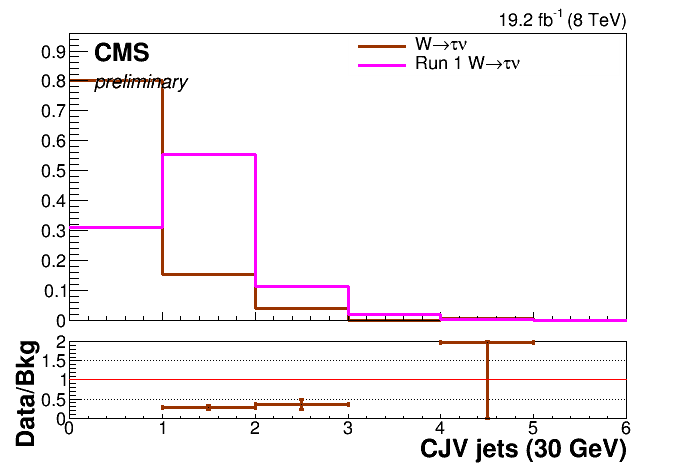 19.2 fb⁻¹ (8 TeV)
CMS
preliminary
W→τν
Run 1 W→τν
0.9
0.8
0.7
0.6
0.5
0.4
0.3
0.2
0.1
0
Data/Bkg
2
1.5
1
0.5
0
0 1 2 3 4 5 6
CJV jets (30 GeV)